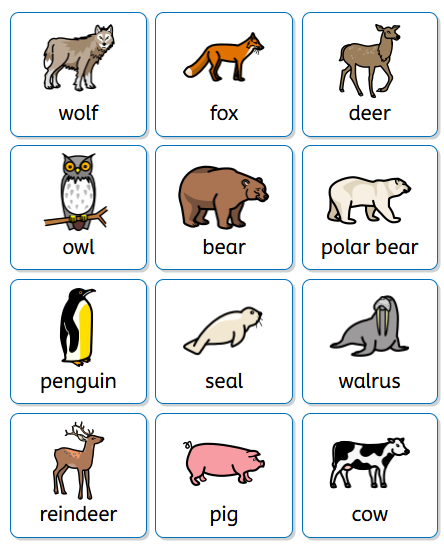 wolf
fox
deer
owl
bear
polar bear
penguin
seal
walrus
reindeer
pig
cow